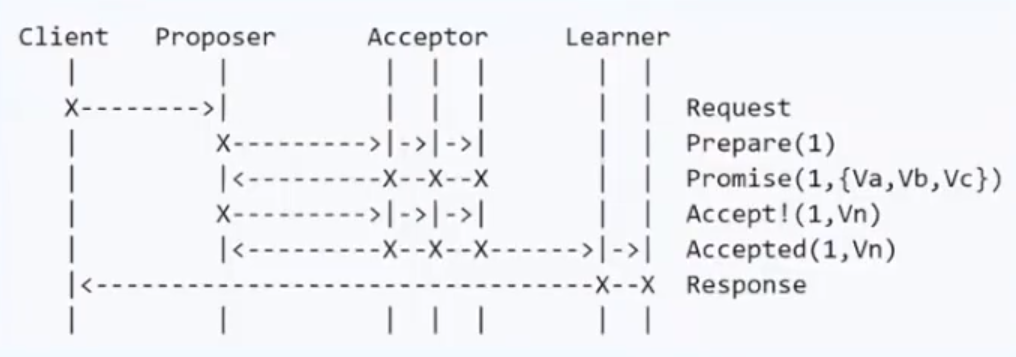 Client   Proposer      Acceptor     Learner
   |         |          |  |  |       |  |
   X-------->|          |  |  |       |  |  Request
   |         X--------->|->|->|       |  |  Prepare(1)
   |         |<---------X--X--X       |  |  Promise(1,{Va,Vb,Vc})
   |         X--------->|->|->|       |  |  Accept!(1,Vn)
   |         |<---------X--X--X------>|->|  Accepted(1,Vn)
   |<---------------------------------X--X  Response
   |         |          |  |  |       |  |